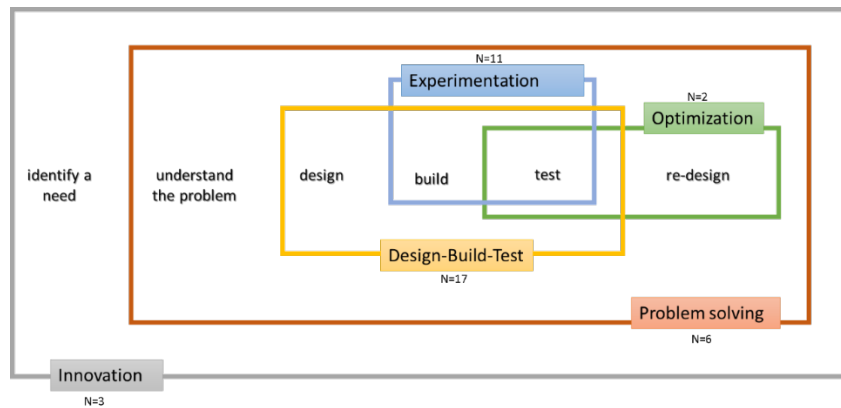 N=11
Experimentation
N=2
Optimization
identify a
need
understand
the problem
design
build
test
re-design
Design-Build-Test
N=17
Problem solving
N=6
Innovation
N=3